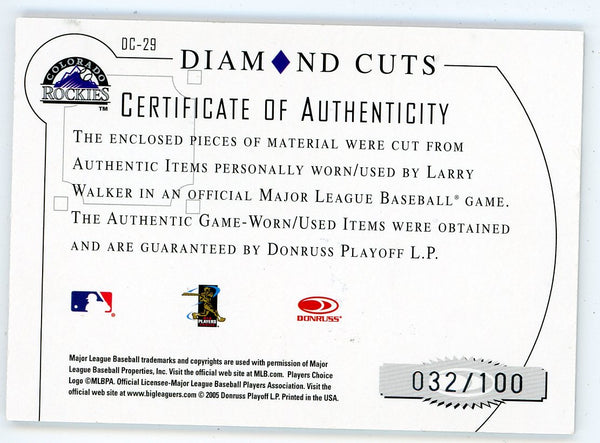 DC-29
DIAMOND CUTS
COLORADO
ROCKIES
TM
CERTIFICATE OF AUTHENTICITY
THE ENCLOSED PIECES OF MATERIAL WERE CUT FROM
AUTHENTIC ITEMS PERSONALLY WORN/USED BY LARRY
WALKER IN AN OFFICIAL MAJOR LEAGUE BASEBALL® GAME.
THE AUTHENTIC GAME-WORN/USED ITEMS WERE OBTAINED
AND ARE GUARANTEED BY DONRUSS PLAYOFF L.P.
PLAYERS
DONRUSS
Major League Baseball trademarks and copyrights are used with permission of Major
League Baseball Properties, Inc. Visit the official web site at MLB.com. Players Choice
Logo ©MLBPA. Official Licensee-Major League Baseball Players Association. Visit the
official web site at www.bigleaguers.com © 2005 Donruss Playoff L.P. Printed in the USA.
032/100